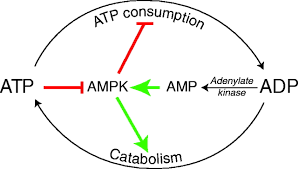 ATP consumption
ATP
AMPK
AMP
Adenylate
kinase
ADP
Catabolism